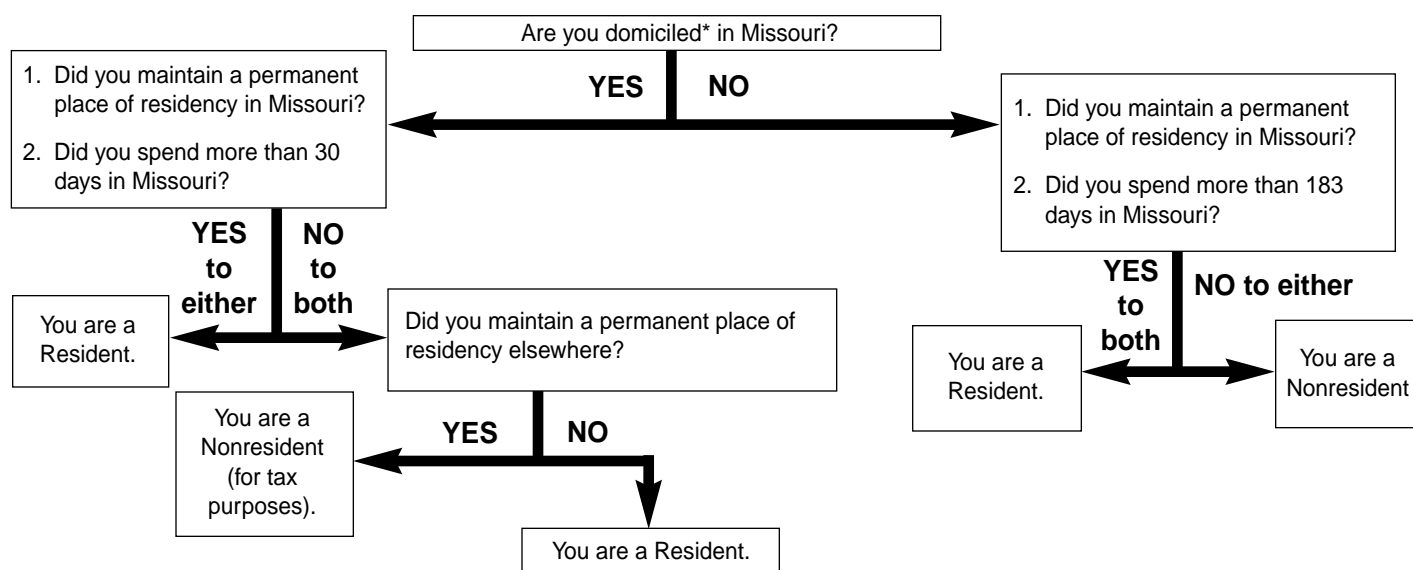 Are you domiciled* in Missouri?
YES
NO
1. Did you maintain a permanent
place of residency in Missouri?
2. Did you spend more than 30
days in Missouri?
1. Did you maintain a permanent
place of residency in Missouri?
2. Did you spend more than 183
days in Missouri?
YES
to
either
NO
to
both
You are a
Resident.
Did you maintain a permanent place of
residency elsewhere?
YES
to
both
NO to either
You are a
Resident.
You are a
Nonresident
YES
NO
You are a
Nonresident
(for tax
purposes).
You are a Resident.